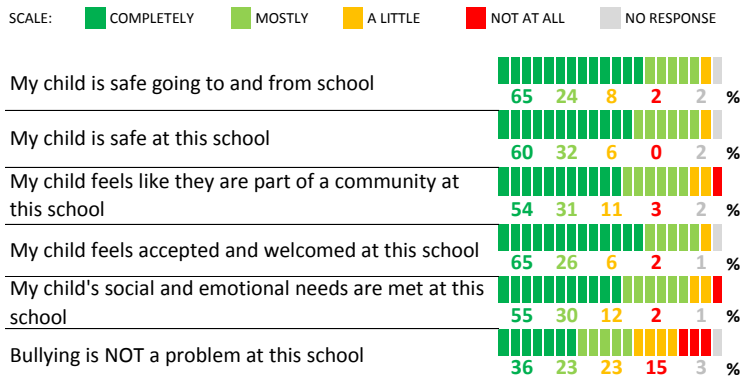 SCALE: COMPLETELY MOSTLY A LITTLE NOT AT ALL NO RESPONSE
My child is safe going to and from school
65 24 8 2 2 %
My child is safe at this school
60 32 6 0 2 %
My child feels like they are part of a community at
this school
54 31 11 3 2 %
My child feels accepted and welcomed at this school
65 26 6 2 1 %
My child's social and emotional needs are met at this
school
55 30 12 2 1 %
Bullying is NOT a problem at this school
36 23 23 15 3 %